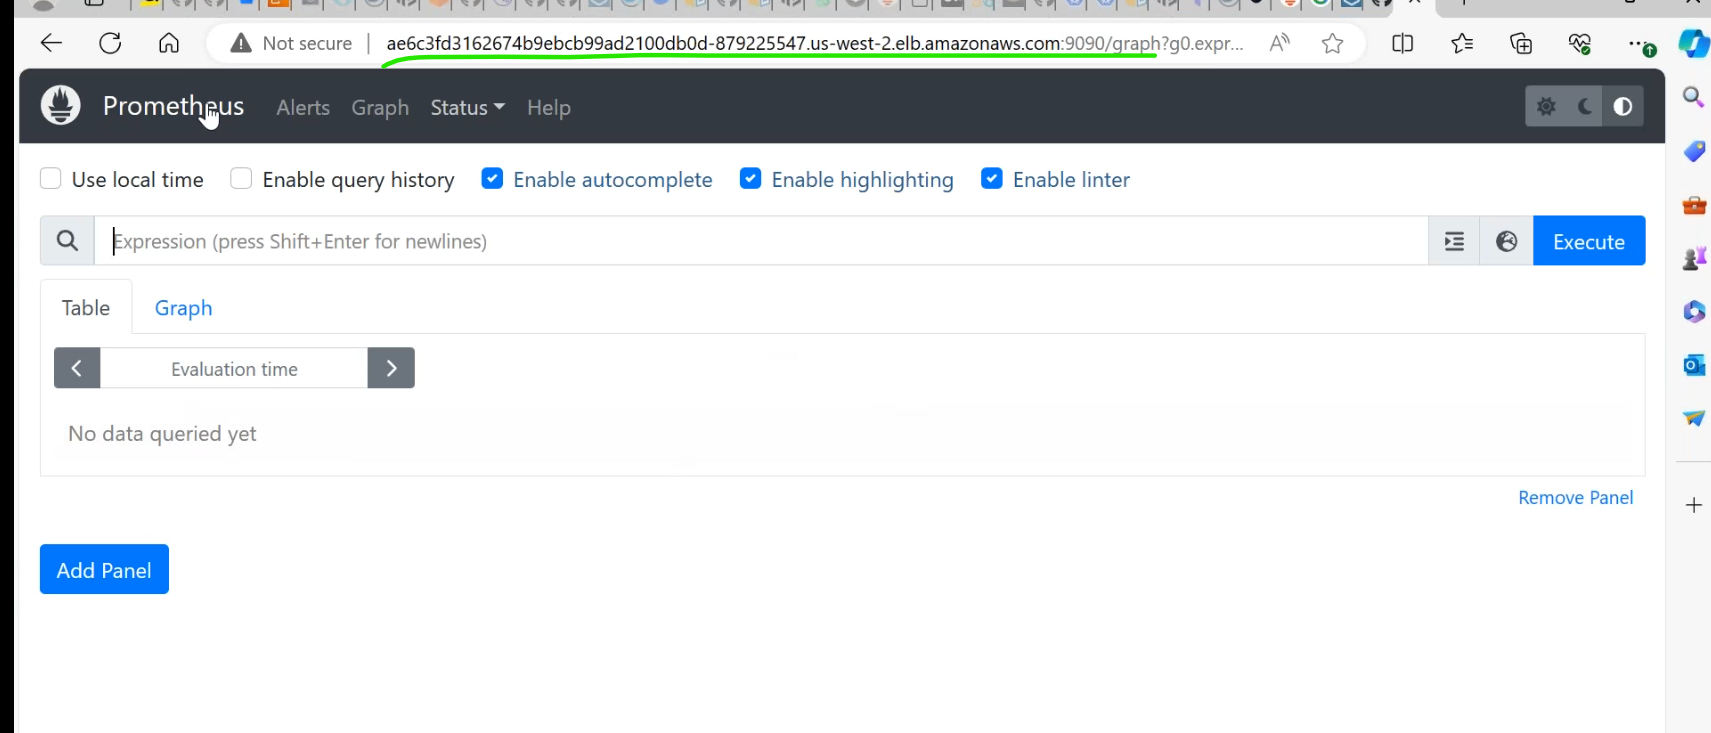 Not secure | ae6c3fd3162674b9ebcb99ad2100db0d-879225547.us-west-2.elb.amazonaws.com:9090/graph?g0.expr...
Prometheus Alerts Graph Status Help
Use local time Enable query history Enable autocomplete Enable highlighting Enable linter
Expression (press Shift+Enter for newlines) Execute
Table Graph
Evaluation time
No data queried yet
Remove Panel
Add Panel